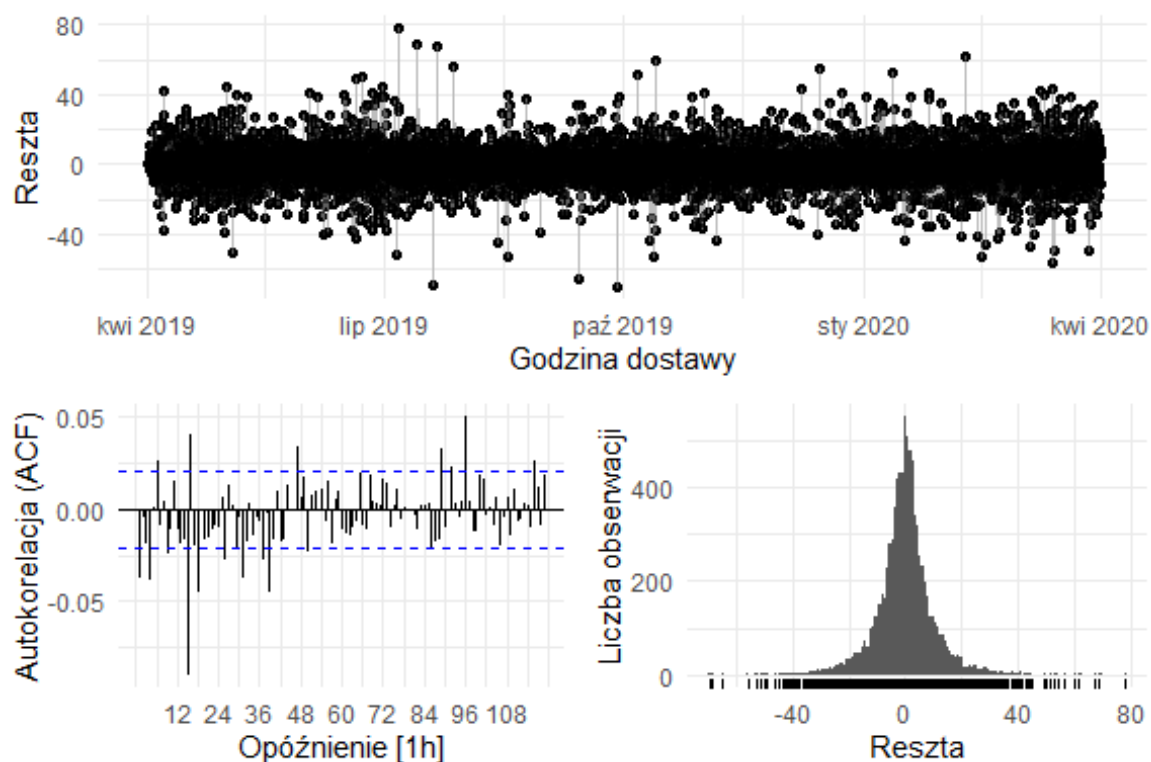 80
40
0
-40
Reszta
kwi 2019 lip 2019 paź 2019 sty 2020 kwi 2020
Godzina dostawy
0.05
0.00
-0.05
Autokorelacja (ACF)
12 24 36 48 60 72 84 96 108
Opóźnienie [1h]
400
200
0
Liczba obserwacji
-40 0 40 80
Reszta